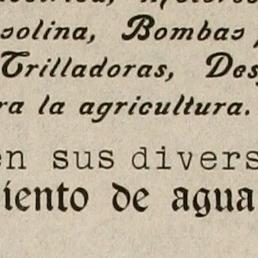 solina, Bombas
Trilladoras, Des
ra la agricultura.
en sus divers
iento de agua